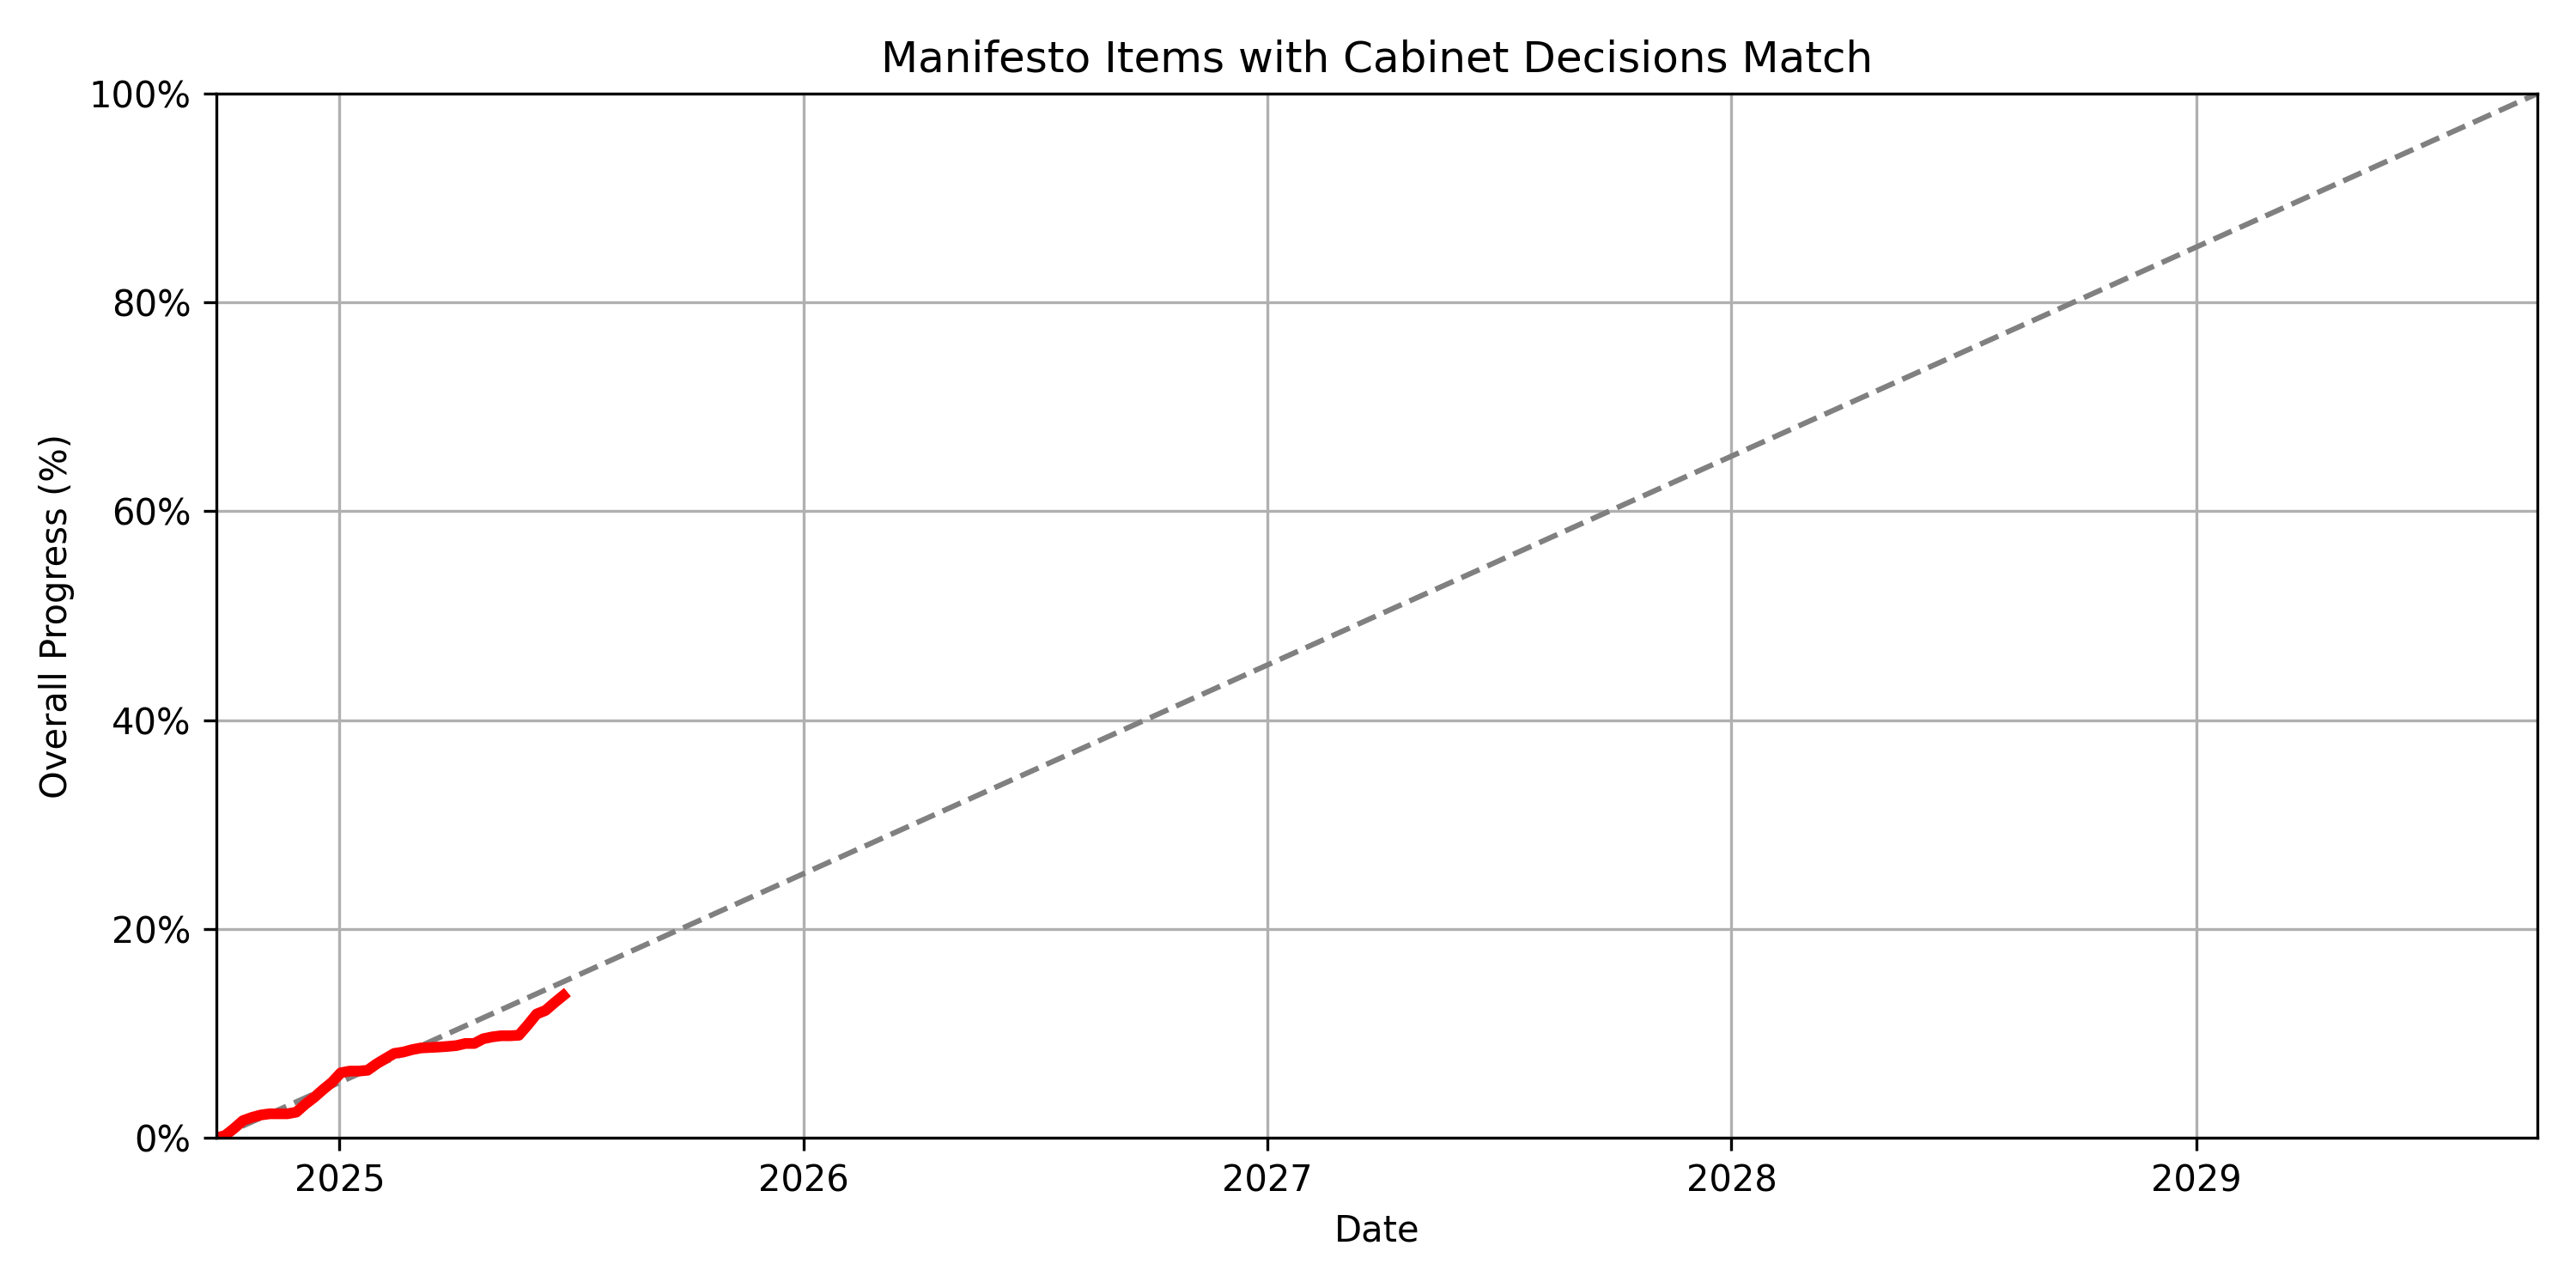 Manifesto Items with Cabinet Decisions Match
100%
80%
60%
40%
20%
0%
Overall Progress (%)
2025 2026 2027 2028 2029
Date